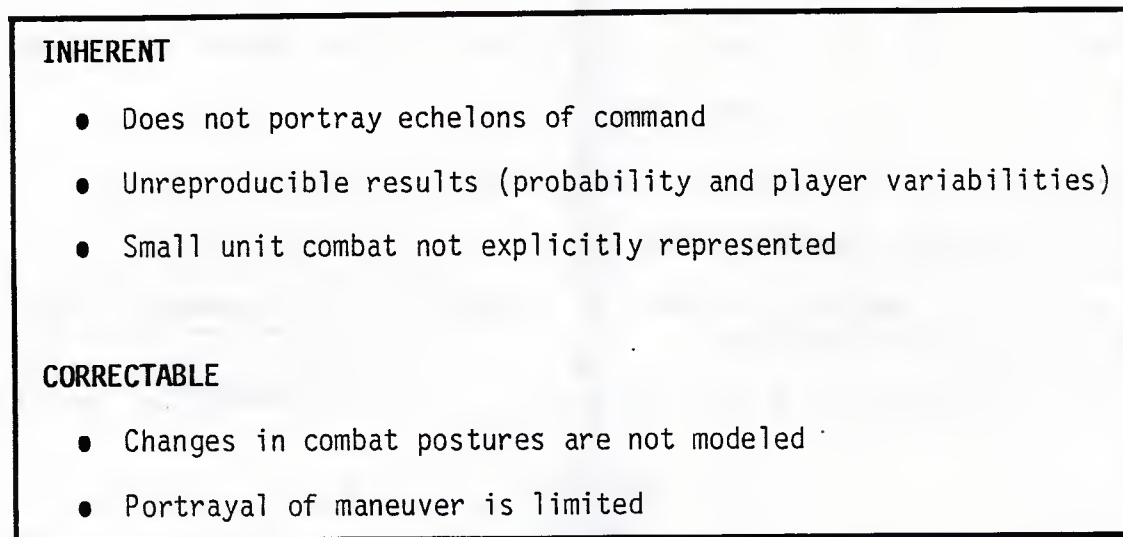 INHERENT
● Does not portray echelons of command
● Unreproducible results (probability and player variabilities)
● Small unit combat not explicitly represented
CORRECTABLE
● Changes in combat postures are not modeled
● Portrayal of maneuver is limited